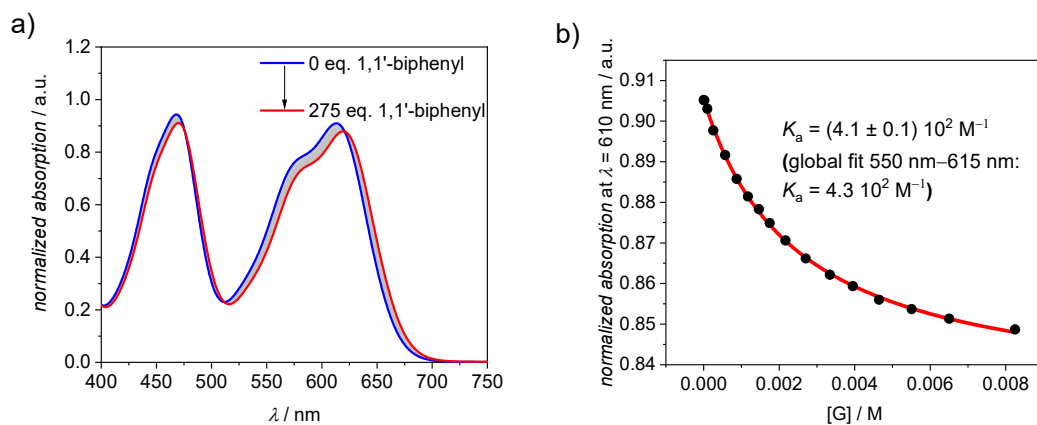 a)
normalized absorption / a.u.
1.2
1.0
0.8
0.6
0.4
0.2
0.0
0 eq. 1,1'-biphenyl
275 eq. 1,1'-biphenyl
400 450 500 550 600 650 700 750
λ / nm
b)
normalized absorption at λ = 610 nm / a.u.
0.91
0.90
0.89
0.88
0.87
0.86
0.85
0.84
Ka = (4.1 ± 0.1) 10² M⁻¹
(global fit 550 nm–615 nm:
Ka = 4.3 10² M⁻¹)
0.000 0.002 0.004 0.006 0.008
[G] / M